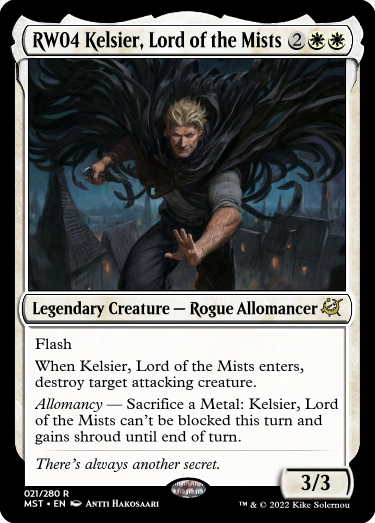 RW04 Kelsier, Lord of the Mists 2
Legendary Creature — Rogue Allomancer
Flash
When Kelsier, Lord of the Mists enters,
destroy target attacking creature.
Allomancy — Sacrifice a Metal: Kelsier, Lord
of the Mists can't be blocked this turn and
gains shroud until end of turn.
There's always another secret.
3/3
021/280 R
MST • EN Antti Hakosaari
™ & © 2022 Kike Solernou